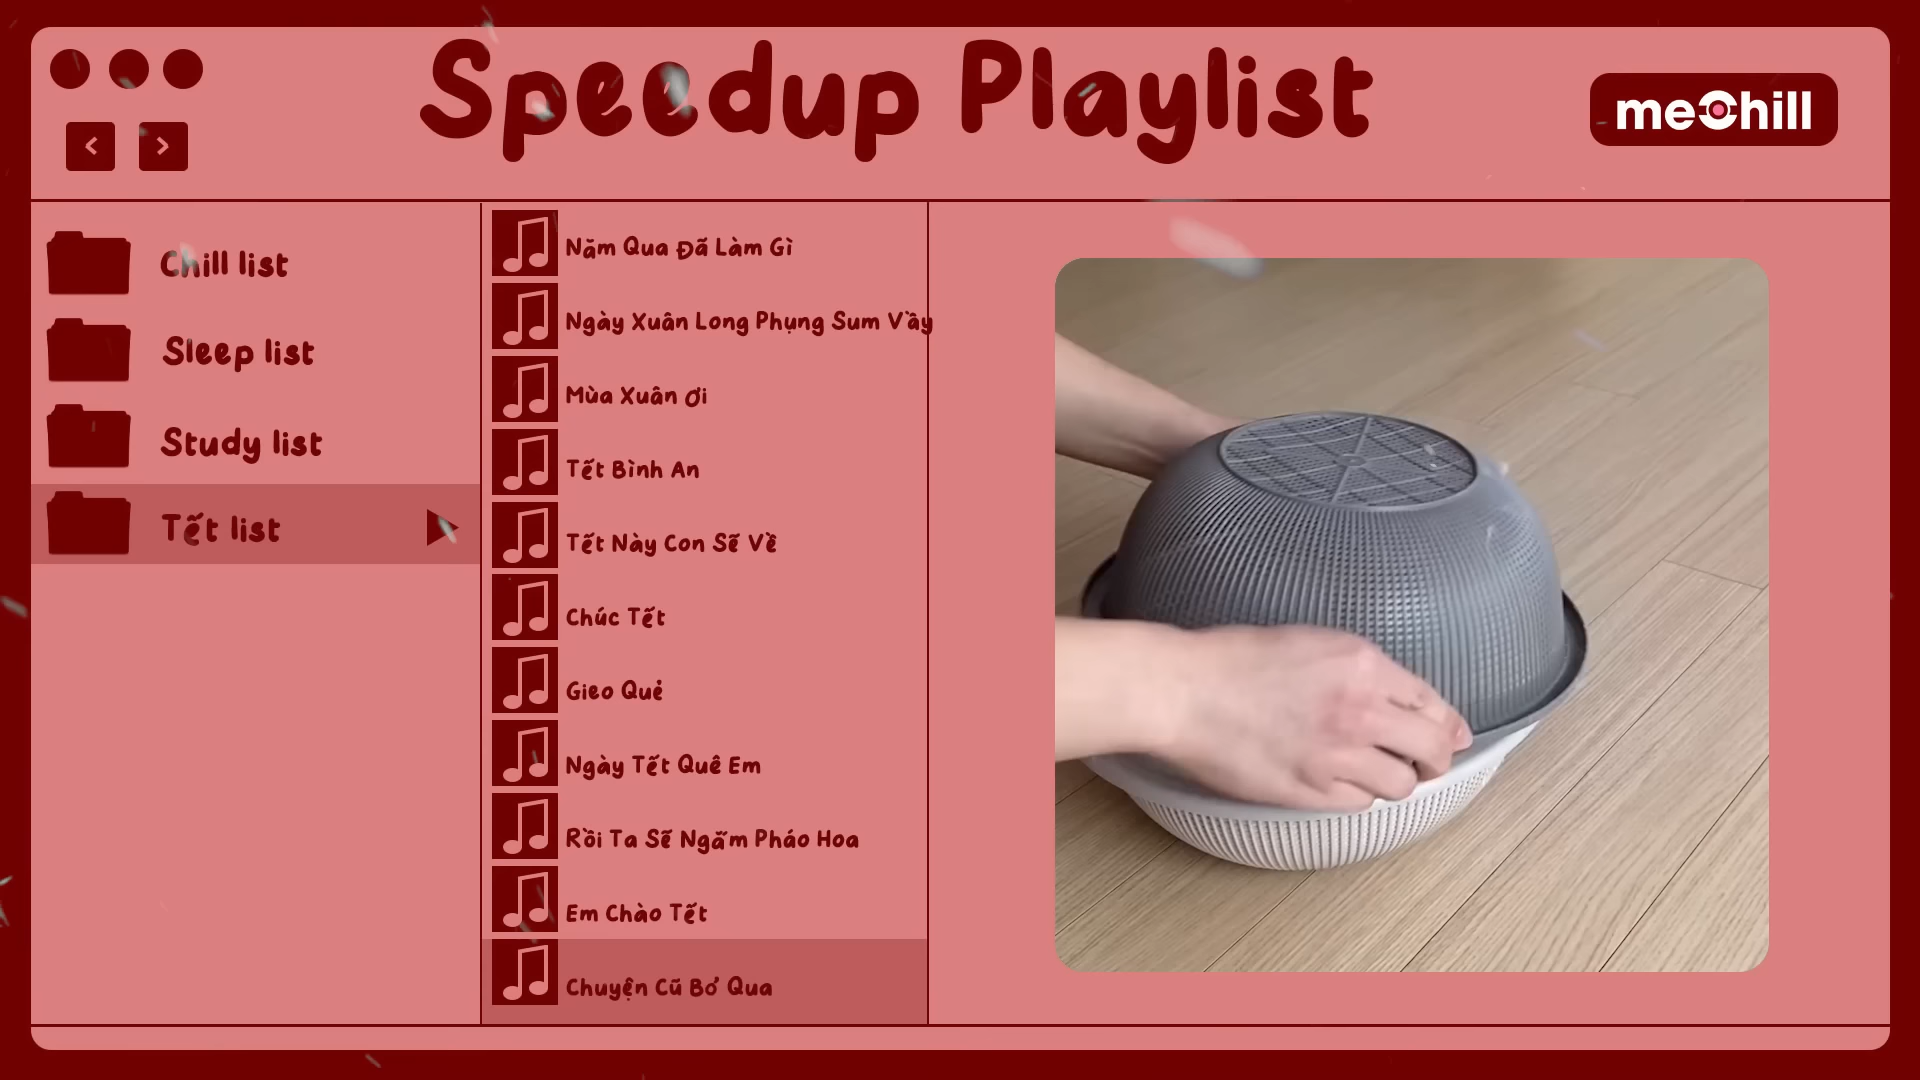 Speedup Playlist
meChill
Chill list
Sleep list
Study list
Tết list
Năm Qua Đã Làm Gì
Ngày Xuân Long Phụng Sum Vầy
Mùa Xuân ơi
Tết Bình An
Tết Này Con Sẽ Về
Chúc Tết
Gieo Quẻ
Ngày Tết Quê Em
Rồi Ta Sẽ Ngắm Pháo Hoa
Em Chào Tết
Chuyện Cũ Bỏ Qua